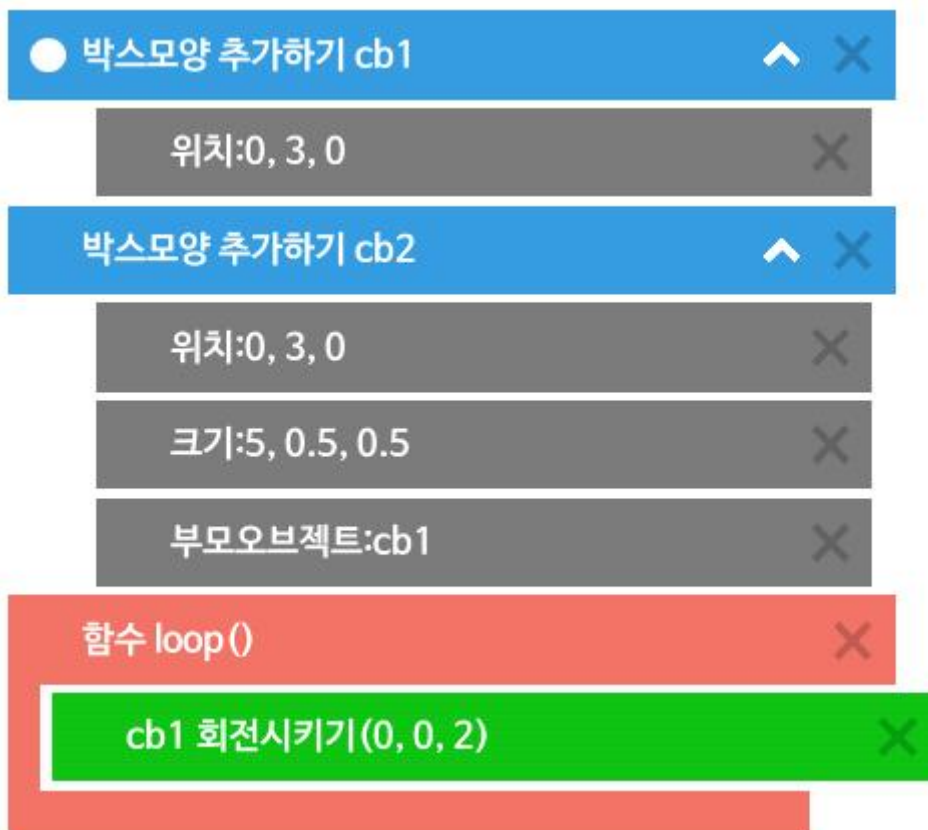 박스모양 추가하기 cb1
위치:0, 3, 0
박스모양 추가하기 cb2
위치:0, 3, 0
크기:5, 0.5, 0.5
부모오브젝트:cb1
함수 loop()
cb1 회전시키기(0, 0, 2)